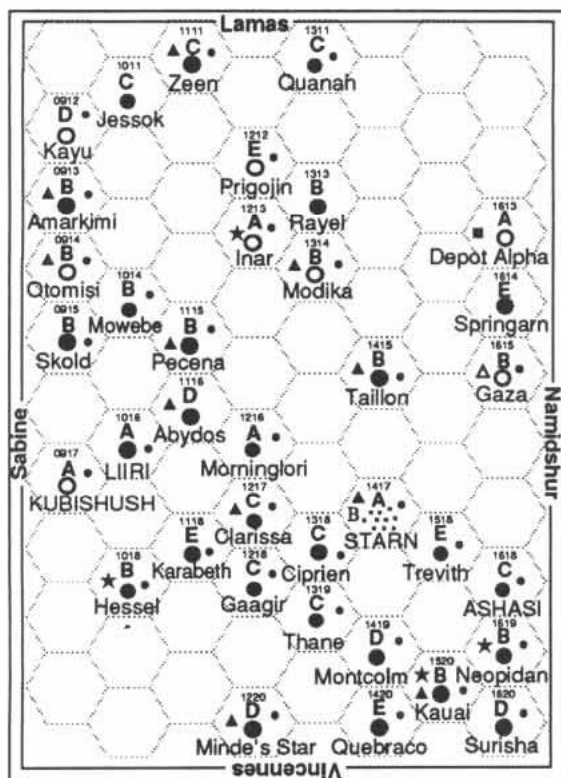 Lamas
1111
C
Zeen
1311
C
Quanah
1011
C
Jessok
0912
D
Kayu
1212
E
Prigojin
0913
B
Amarkimi
1313
B
Rayel
1213
A
Inar
1613
A
Depot Alpha
0914
B
Otomisi
1314
B
Modika
1014
B
Mowebe
1614
E
Springarn
0915
B
Skold
1115
B
Pecena
1415
B
Taillon
1615
B
Gaza
1116
D
Abydos
Sabine
Namidshur
1016
A
LIIRI
1216
A
Morninglori
0917
A
KUBISHUSH
1217
C
Clarissa
1417
A
B
STARN
1118
E
Karabeth
1318
C
Ciprien
1518
E
Trevith
1018
B
Hessel
1218
C
Gaagir
1618
C
ASHASI
1319
C
Thane
1419
D
Montcolm
1619
B
Neopidan
1520
B
Kauai
1220
D
Minde's Star
1420
E
Quebraco
1620
D
Surisha
Vincennes